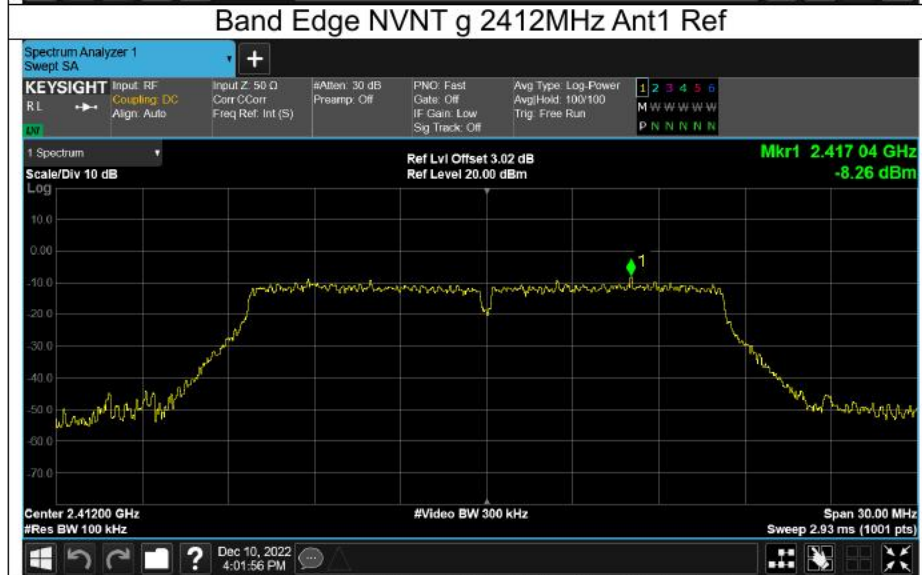 Band Edge NVNT g 2412MHz Ant1 Ref
Spectrum Analyzer 1
Swept SA
+
KEYSIGHT Input: RF Input Z: 50 Ω #Atten: 30 dB PNO: Fast Avg Type: Log-Power 1 2 3 4 5 6
R L Coupling: DC Corr CCorr Preamp: Off Gate: Off Avg|Hold: 100/100 M W W W W W
Align: Auto Freq Ref: Int (S) IF Gain: Low Trig: Free Run
LXI Sig Track: Off P N N N N N
1 Spectrum Ref Lvl Offset 3.02 dB Mkr1 2.417 04 GHz
Scale/Div 10 dB Ref Level 20.00 dBm -8.26 dBm
Log
10.0
0.00
1
-10.0
-20.0
-30.0
-40.0
-50.0
-60.0
-70.0
Center 2.41200 GHz #Video BW 300 kHz Span 30.00 MHz
#Res BW 100 kHz Sweep 2.93 ms (1001 pts)
? Dec 10, 2022
4:01:56 PM